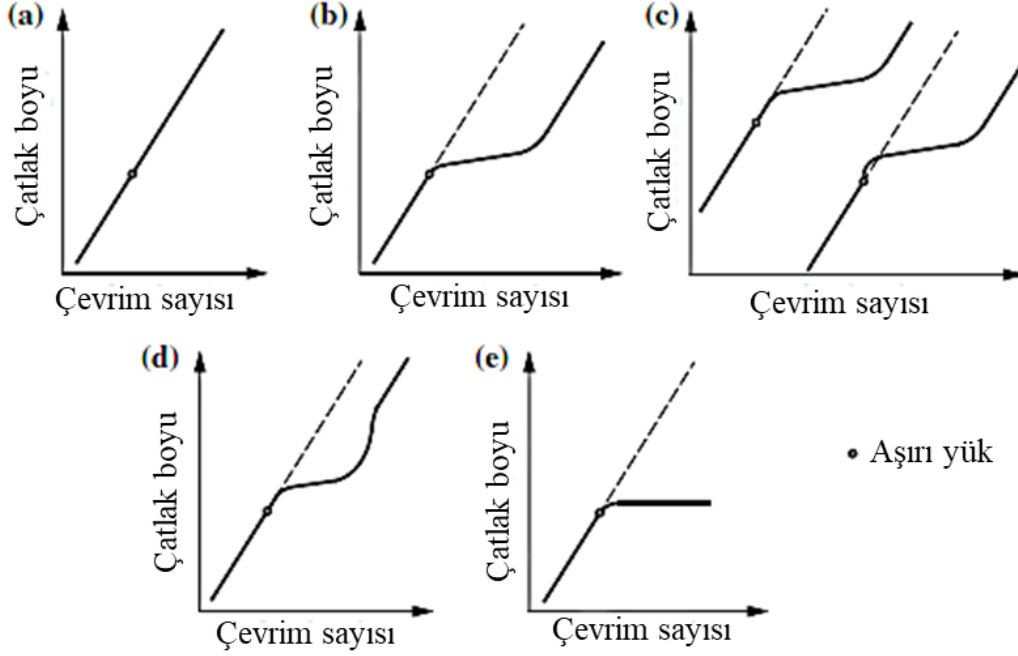 (a)
Çatlak boyu
Çevrim sayısı
(b)
Çatlak boyu
Çevrim sayısı
(c)
Çatlak boyu
Çevrim sayısı
(d)
Çatlak boyu
Çevrim sayısı
(e)
Çatlak boyu
Çevrim sayısı
Aşırı yük